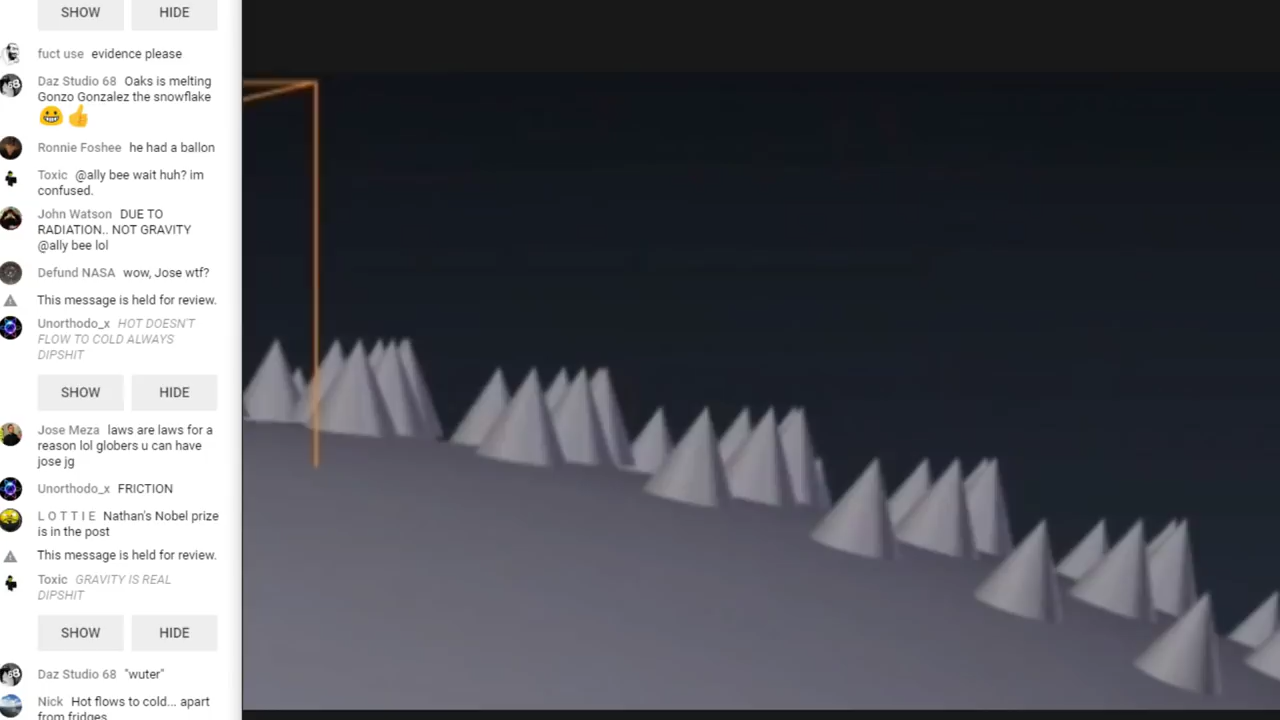 SHOW HIDE
fuct use evidence please
Daz Studio 68 Oaks is melting
Gonzo Gonzalez the snowflake
Ronnie Foshee he had a ballon
Toxic @ally bee wait huh? im
confused.
John Watson DUE TO
RADIATION.. NOT GRAVITY
@ally bee lol
Defund NASA wow, Jose wtf?
This message is held for review.
Unorthodo_x HOT DOESN'T
FLOW TO COLD ALWAYS
DIPSHIT
SHOW HIDE
Jose Meza laws are laws for a
reason lol globers u can have
jose jg
Unorthodo_x FRICTION
L O T T I E Nathan's Nobel prize
is in the post
This message is held for review.
Toxic GRAVITY IS REAL
DIPSHIT
SHOW HIDE
Daz Studio 68 "wuter"
Nick Hot flows to cold... apart
from fridges